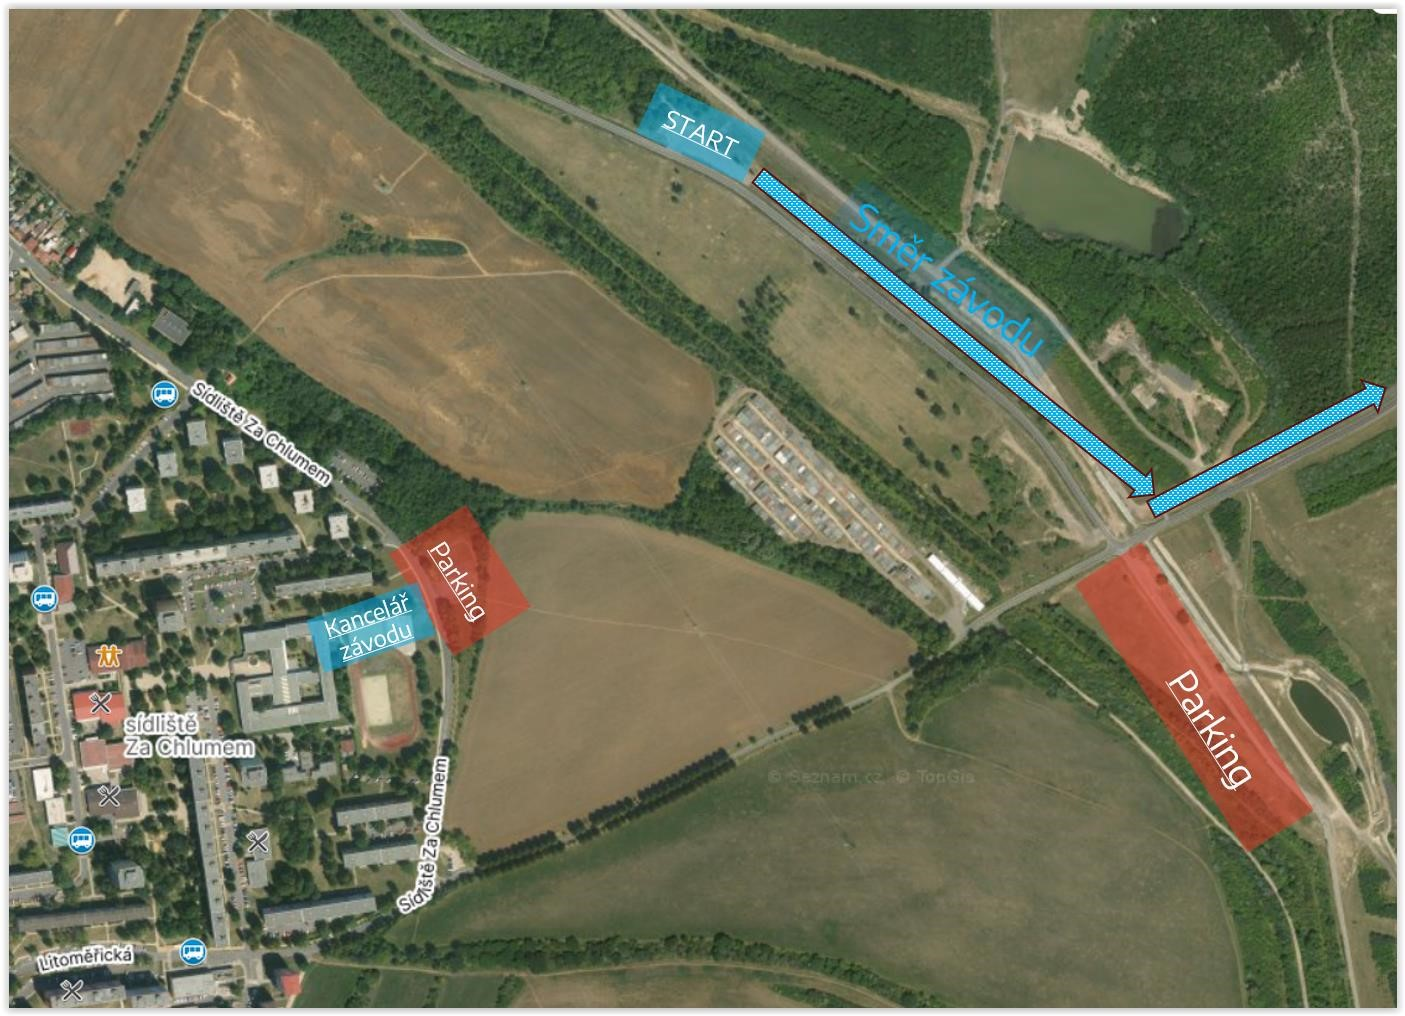 START
Směr závodu
Sídliště Za Chlumem
Parking
Kancelář
závodu
Parking
sídliště
Za Chlumem
© Seznam.cz, © TopGis
Sídliště Za Chlumem
Litoměřická